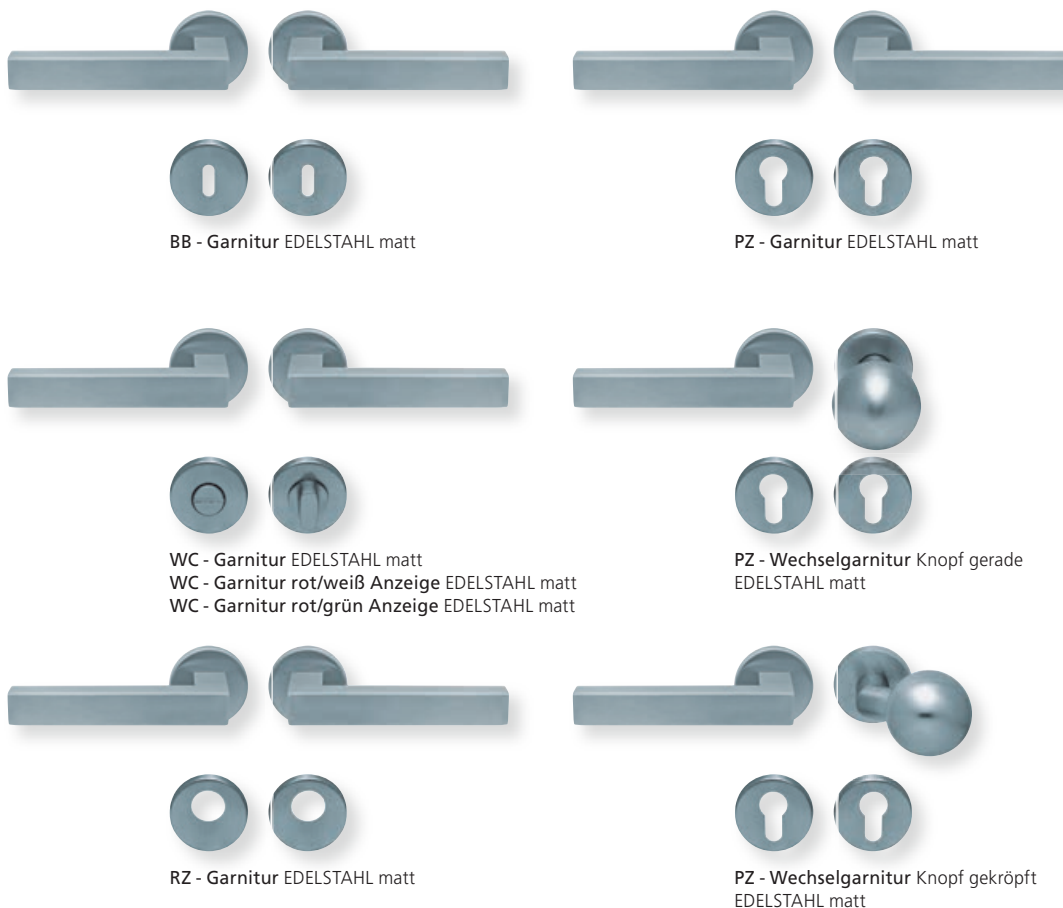 BB - Garnitur EDELSTAHL matt
PZ - Garnitur EDELSTAHL matt
WC - Garnitur EDELSTAHL matt
WC - Garnitur rot/weiß Anzeige EDELSTAHL matt
WC - Garnitur rot/grün Anzeige EDELSTAHL matt
PZ - Wechselgarnitur Knopf gerade
EDELSTAHL matt
RZ - Garnitur EDELSTAHL matt
PZ - Wechselgarnitur Knopf gekröpft
EDELSTAHL matt